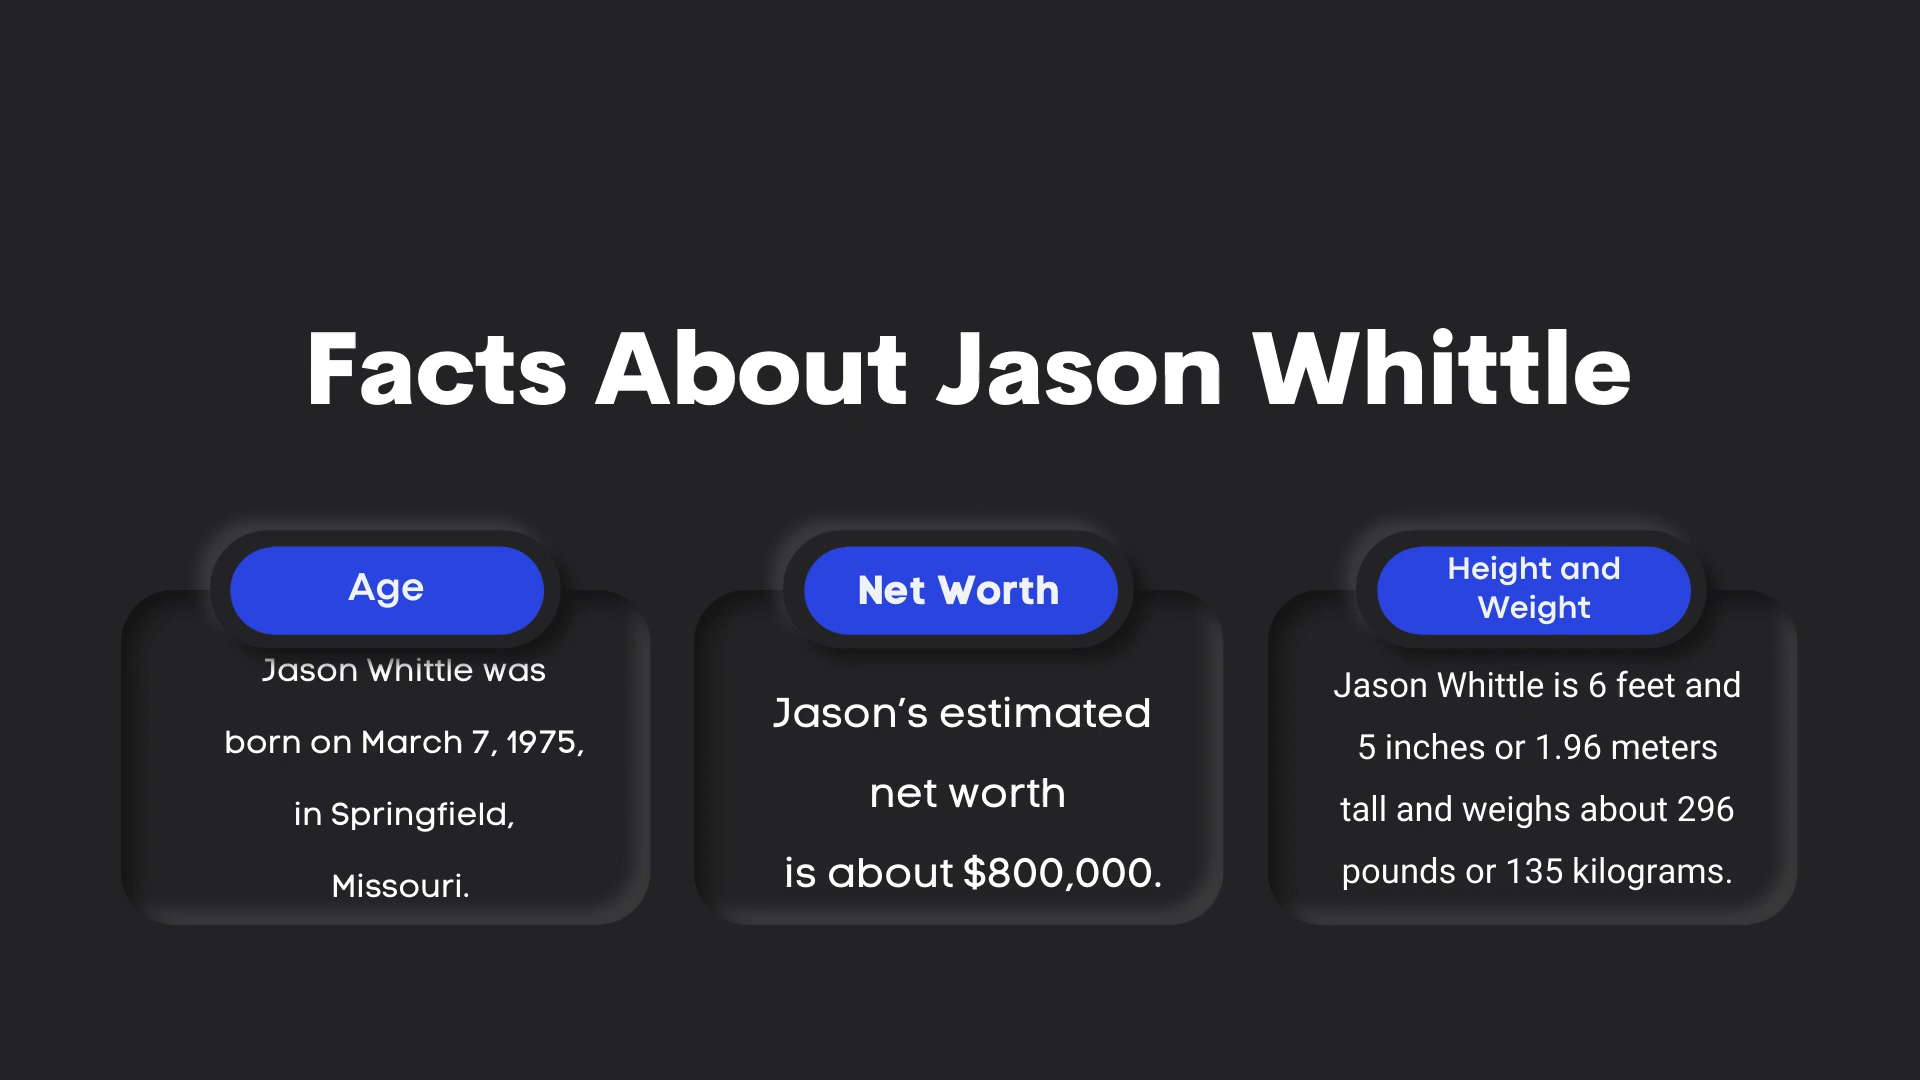 Facts About Jason Whittle
Age
Jason Whittle was
born on March 7, 1975,
in Springfield,
Missouri.
Net Worth
Jason’s estimated
net worth
is about $800,000.
Height and
Weight
Jason Whittle is 6 feet and
5 inches or 1.96 meters
tall and weighs about 296
pounds or 135 kilograms.